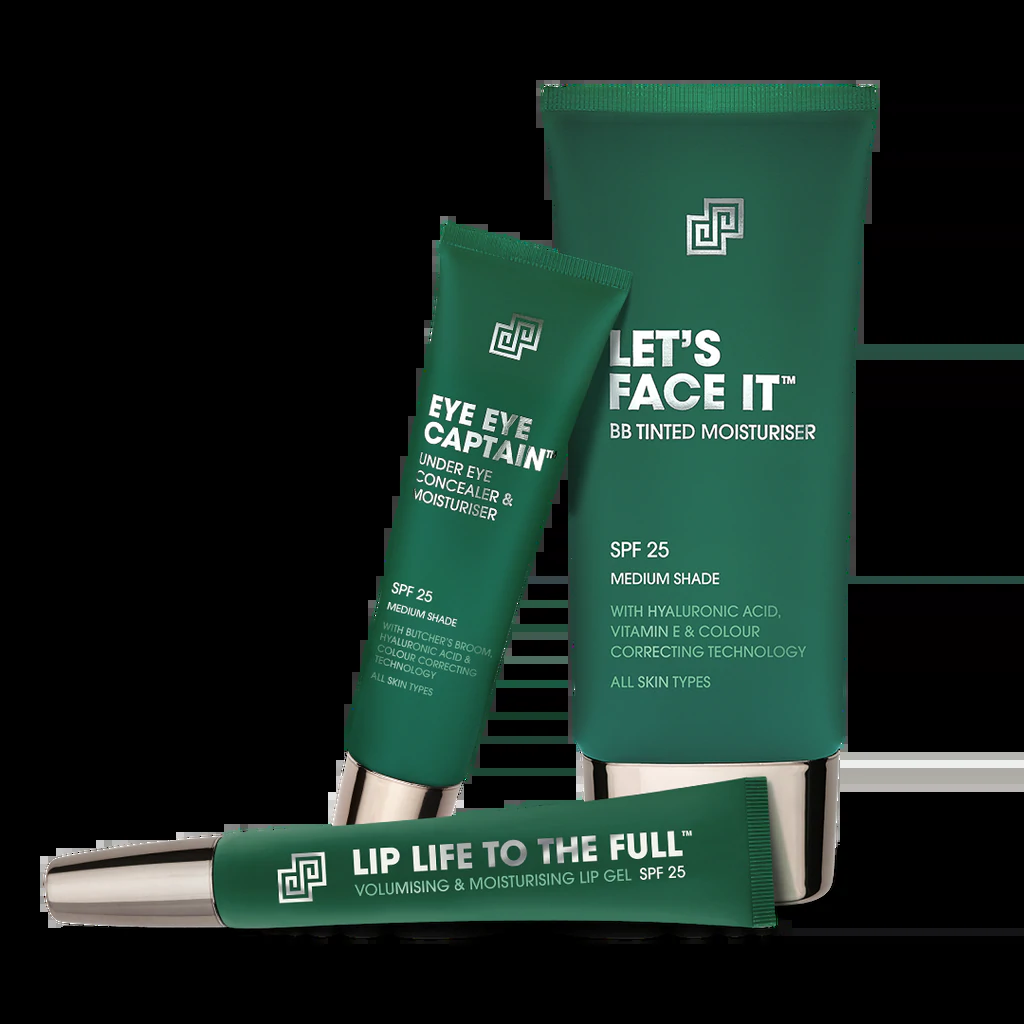 LET'S
FACE IT™
BB TINTED MOISTURISER
SPF 25
MEDIUM SHADE
WITH HYALURONIC ACID,
VITAMIN E & COLOUR
CORRECTING TECHNOLOGY
ALL SKIN TYPES
EYE EYE
CAPTAIN™
UNDER EYE
CONCEALER &
MOISTURISER
SPF 25
MEDIUM SHADE
WITH BUTCHER'S BROOM,
HYALURONIC ACID &
COLOUR CORRECTING
TECHNOLOGY
ALL SKIN TYPES
LIP LIFE TO THE FULL™
VOLUMISING & MOISTURISING LIP GEL SPF 25